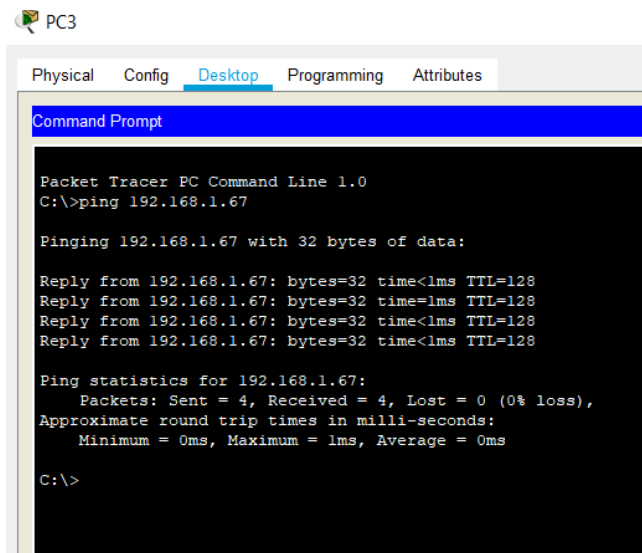 PC3
Physical Config Desktop Programming Attributes
Command Prompt
Packet Tracer PC Command Line 1.0
C:\>ping 192.168.1.67
Pinging 192.168.1.67 with 32 bytes of data:
Reply from 192.168.1.67: bytes=32 time<1ms TTL=128
Reply from 192.168.1.67: bytes=32 time=1ms TTL=128
Reply from 192.168.1.67: bytes=32 time=1ms TTL=128
Reply from 192.168.1.67: bytes=32 time<1ms TTL=128
Ping statistics for 192.168.1.67:
Packets: Sent = 4, Received = 4, Lost = 0 (0% loss),
Approximate round trip times in milli-seconds:
Minimum = 0ms, Maximum = 1ms, Average = 0ms
C:\>